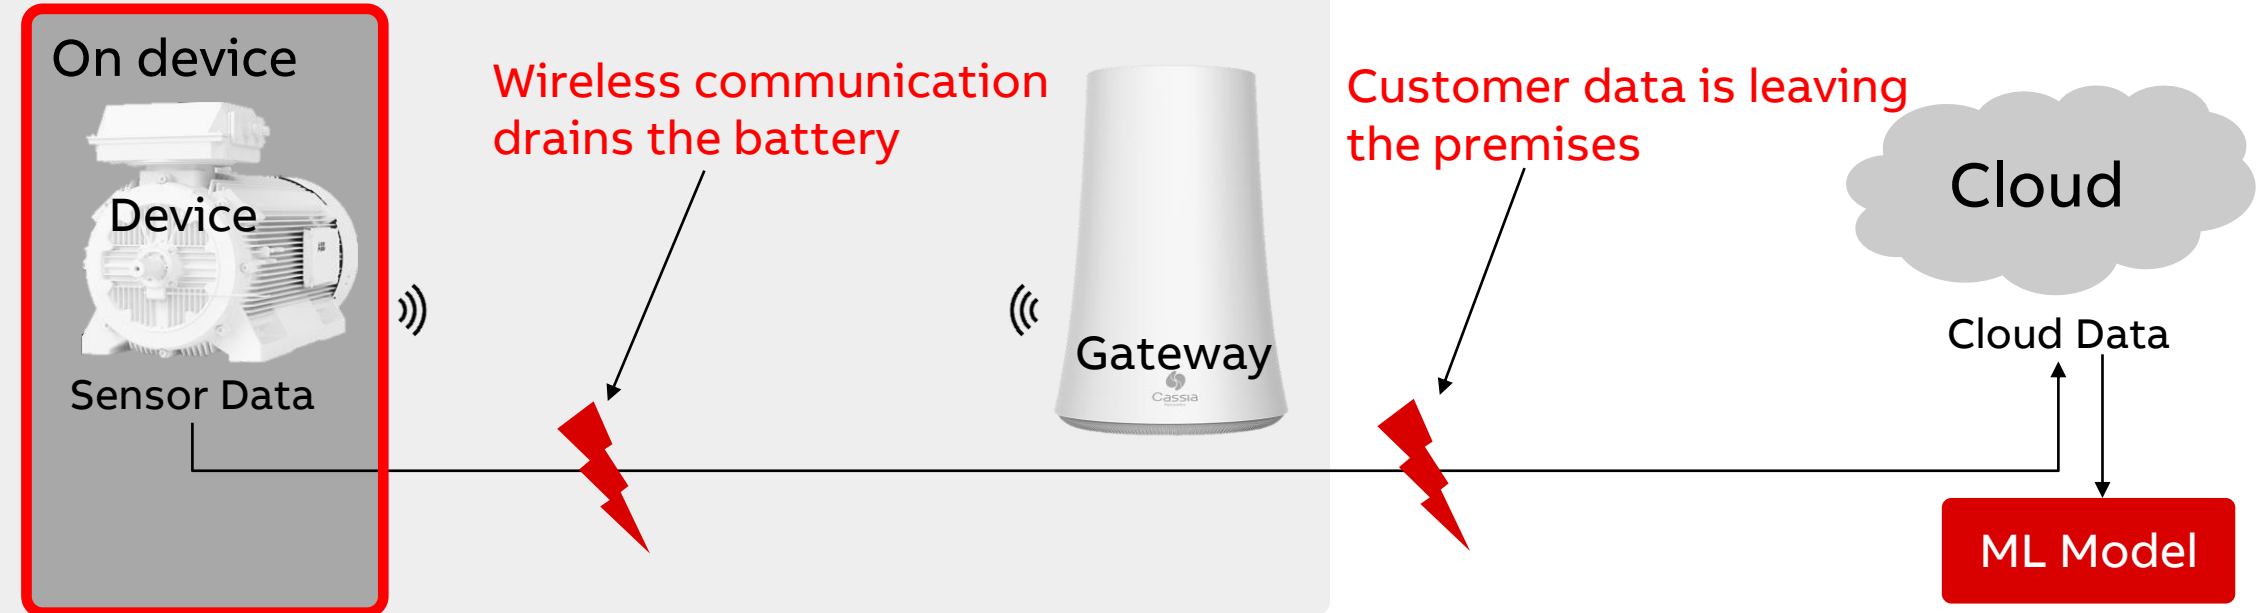 On device
Device
Sensor Data
Wireless communication
drains the battery
Gateway
Cassia
Customer data is leaving
the premises
Cloud
Cloud Data
ML Model